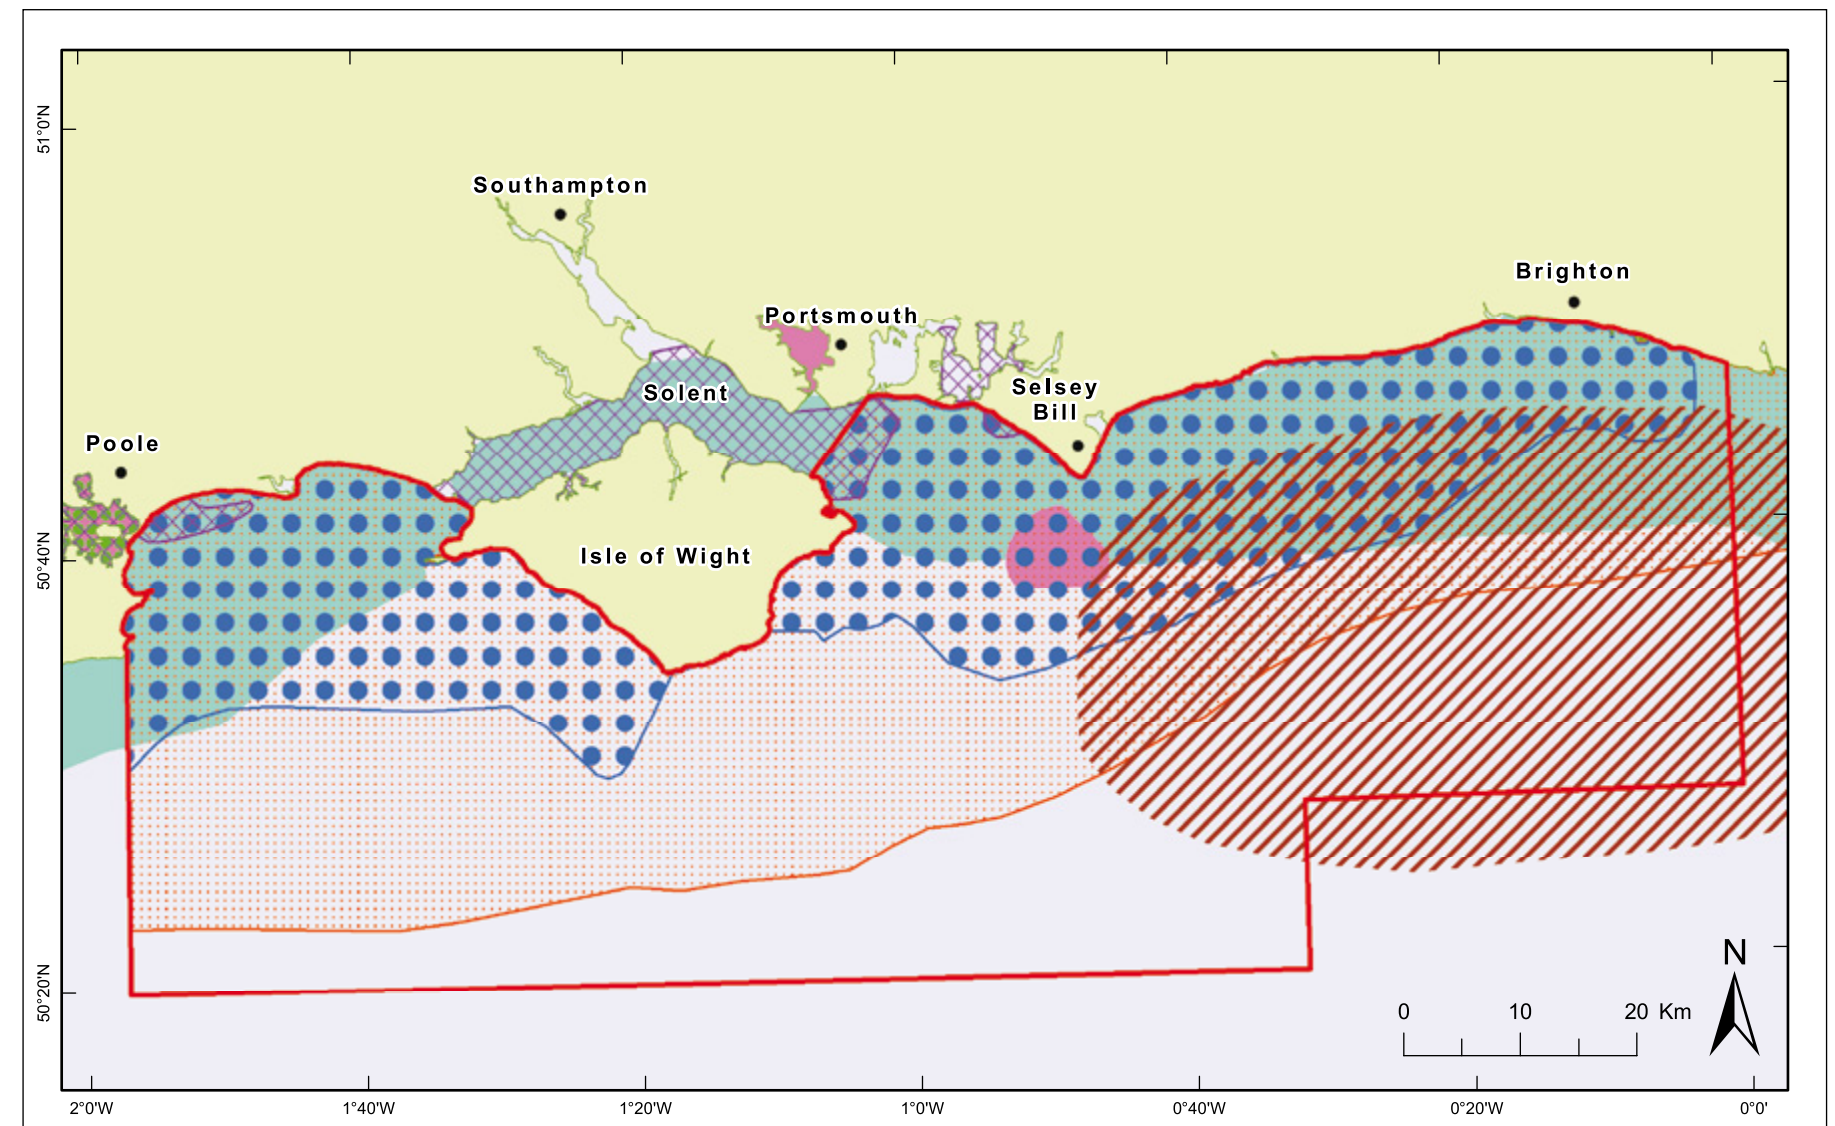 51°0'N
Southampton
Brighton
Portsmouth
Solent
Selsey
Bill
Poole
Isle of Wight
50°40'N
N
50°20'N
0 10 20 Km
2°0'W 1°40'W 1°20'W 1°0'W 0°40'W 0°20'W 0°0'